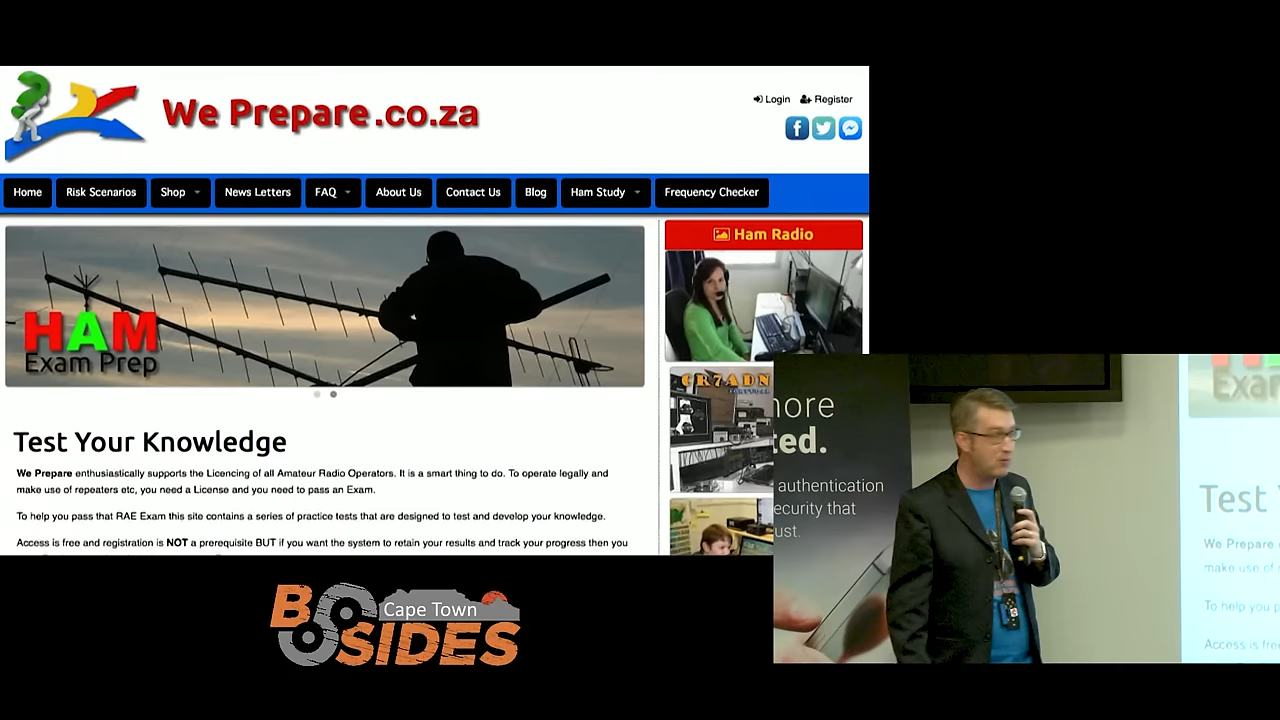 We Prepare.co.za
Login Register
Home Risk Scenarios Shop News Letters FAQ About Us Contact Us Blog Ham Study Frequency Checker
HAM
Exam Prep
Ham Radio
CR7ADN
Test Your Knowledge
We Prepare enthusiastically supports the Licencing of all Amateur Radio Operators. It is a smart thing to do. To operate legally and
make use of repeaters etc, you need a License and you need to pass an Exam.
To help you pass that RAE Exam this site contains a series of practice tests that are designed to test and develop your knowledge.
Access is free and registration is NOT a prerequisite BUT if you want the system to retain your results and track your progress then you
more
ted.
authentication
ecurity that
ust.
HAM
Exam
Test
We Prepare
make use of
To help you p
Access is free
BSIDES
Cape Town